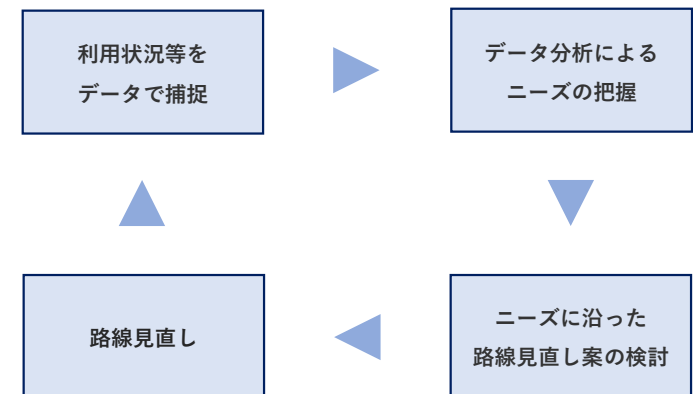 利用状況等を
データで捕捉
データ分析による
ニーズの把握
ニーズに沿った
路線見直し案の検討
路線見直し